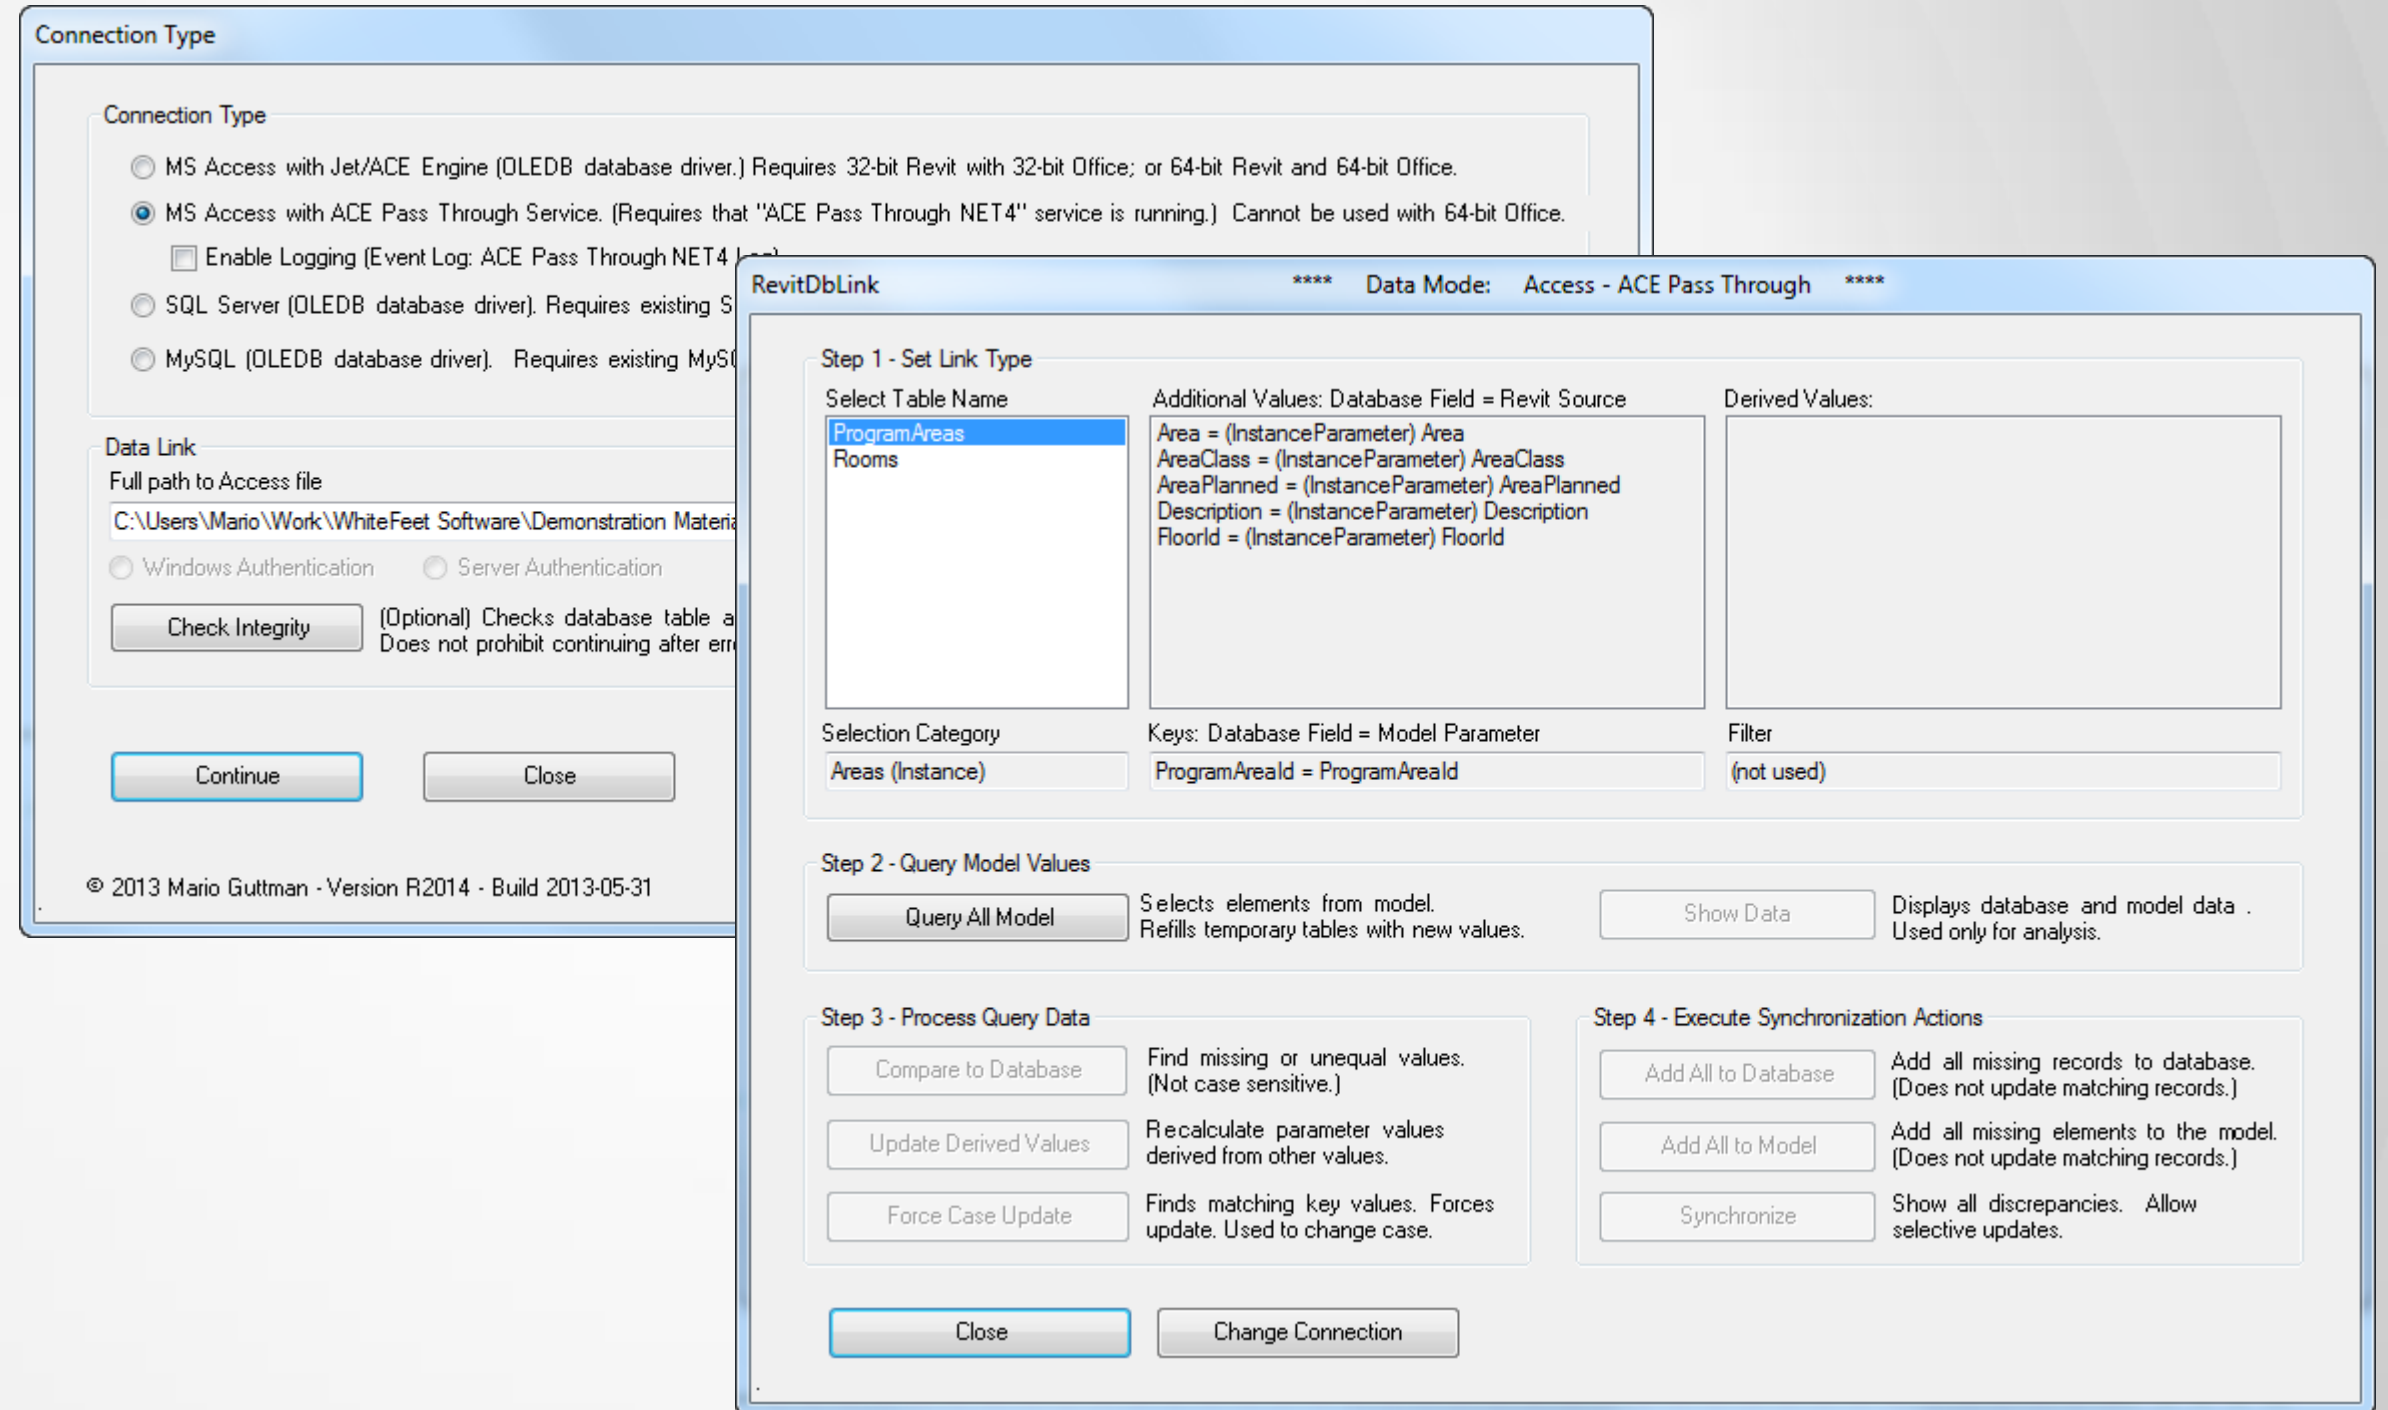 Connection Type
Connection Type
MS Access with Jet/ACE Engine (OLEDB database driver.) Requires 32-bit Revit with 32-bit Office; or 64-bit Revit and 64-bit Office.
MS Access with ACE Pass Through Service. (Requires that "ACE Pass Through NET4" service is running.) Cannot be used with 64-bit Office.
Enable Logging (Event Log: ACE Pass Through NET4
SQL Server (OLEDB database driver). Requires existing S
MySQL (OLEDB database driver). Requires existing MySQ
Data Link
Full path to Access file
C:\Users\Mario\Work\WhiteFeet Software\Demonstration Materia
Windows Authentication Server Authentication
Check Integrity
(Optional) Checks database table a
Does not prohibit continuing after erro
Continue Close
© 2013 Mario Guttman - Version R2014 - Build 2013-05-31
RevitDbLink **** Data Mode: Access - ACE Pass Through ****
Step 1 - Set Link Type
Select Table Name
ProgramAreas
Rooms
Additional Values: Database Field = Revit Source
Area = (InstanceParameter) Area
AreaClass = (InstanceParameter) AreaClass
AreaPlanned = (InstanceParameter) AreaPlanned
Description = (InstanceParameter) Description
FloorId = (InstanceParameter) FloorId
Derived Values:
Selection Category
Areas (Instance)
Keys: Database Field = Model Parameter
ProgramAreaId = ProgramAreaId
Filter
(not used)
Step 2 - Query Model Values
Query All Model
Selects elements from model.
Refills temporary tables with new values.
Show Data
Displays database and model data .
Used only for analysis.
Step 3 - Process Query Data
Compare to Database
Find missing or unequal values.
(Not case sensitive.)
Update Derived Values
Recalculate parameter values
derived from other values.
Force Case Update
Finds matching key values. Forces
update. Used to change case.
Step 4 - Execute Synchronization Actions
Add All to Database
Add all missing records to database.
(Does not update matching records.)
Add All to Model
Add all missing elements to the model.
(Does not update matching records.)
Synchronize
Show all discrepancies. Allow
selective updates.
Close Change Connection